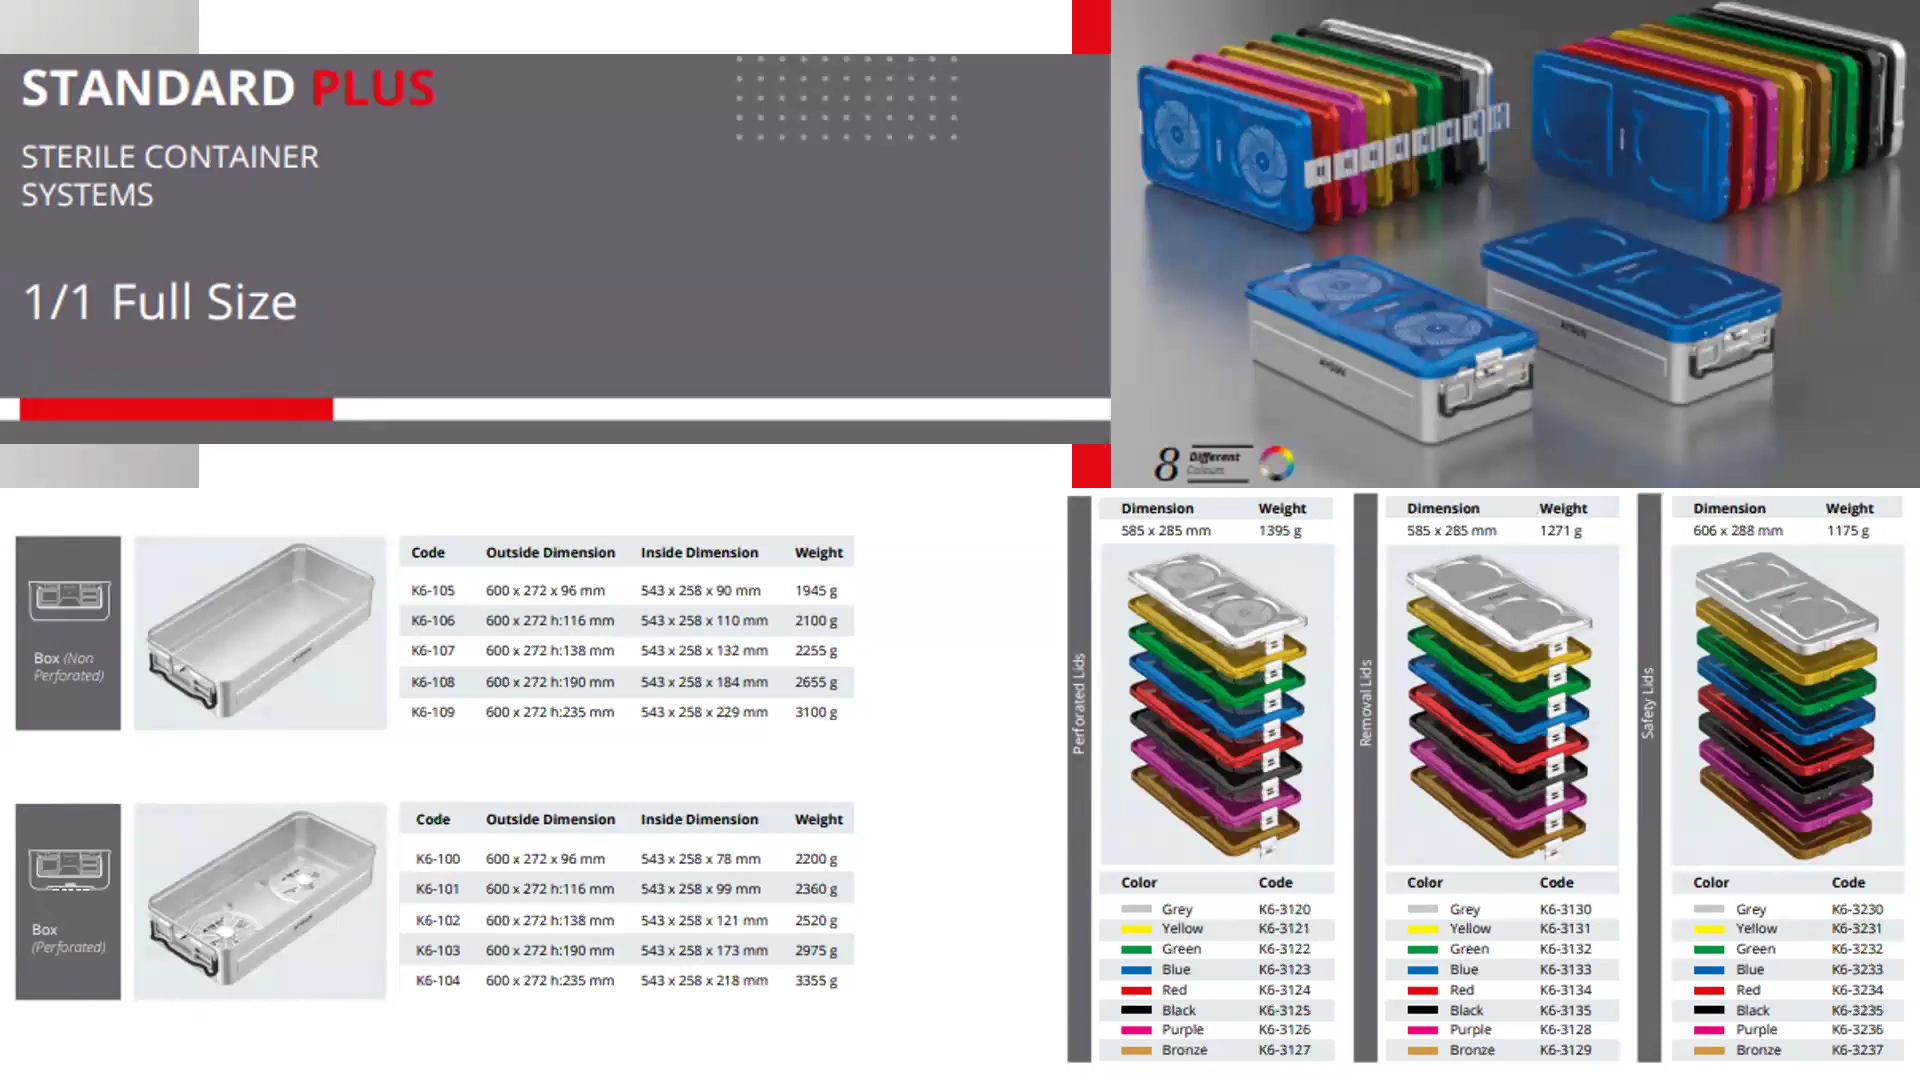 STANDARD PLUS
STERILE CONTAINER
SYSTEMS
1/1 Full Size
8 Different
Colours
Box (Non
Perforated)
Code Outside Dimension Inside Dimension Weight
K6-105 600 x 272 x 96 mm 543 x 258 x 90 mm 1945 g
K6-106 600 x 272 h:116 mm 543 x 258 x 110 mm 2100 g
K6-107 600 x 272 h:138 mm 543 x 258 x 132 mm 2255 g
K6-108 600 x 272 h:190 mm 543 x 258 x 184 mm 2655 g
K6-109 600 x 272 h:235 mm 543 x 258 x 229 mm 3100 g
Box
(Perforated)
Code Outside Dimension Inside Dimension Weight
K6-100 600 x 272 x 96 mm 543 x 258 x 78 mm 2200 g
K6-101 600 x 272 h:116 mm 543 x 258 x 99 mm 2360 g
K6-102 600 x 272 h:138 mm 543 x 258 x 121 mm 2520 g
K6-103 600 x 272 h:190 mm 543 x 258 x 173 mm 2975 g
K6-104 600 x 272 h:235 mm 543 x 258 x 218 mm 3355 g
Perforated Lids
Dimension Weight
585 x 285 mm 1395 g
Color Code
Grey K6-3120
Yellow K6-3121
Green K6-3122
Blue K6-3123
Red K6-3124
Black K6-3125
Purple K6-3126
Bronze K6-3127
Removal Lids
Dimension Weight
585 x 285 mm 1271 g
Color Code
Grey K6-3130
Yellow K6-3131
Green K6-3132
Blue K6-3133
Red K6-3134
Black K6-3135
Purple K6-3128
Bronze K6-3129
Safety Lids
Dimension Weight
606 x 288 mm 1175 g
Color Code
Grey K6-3230
Yellow K6-3231
Green K6-3232
Blue K6-3233
Red K6-3234
Black K6-3235
Purple K6-3236
Bronze K6-3237